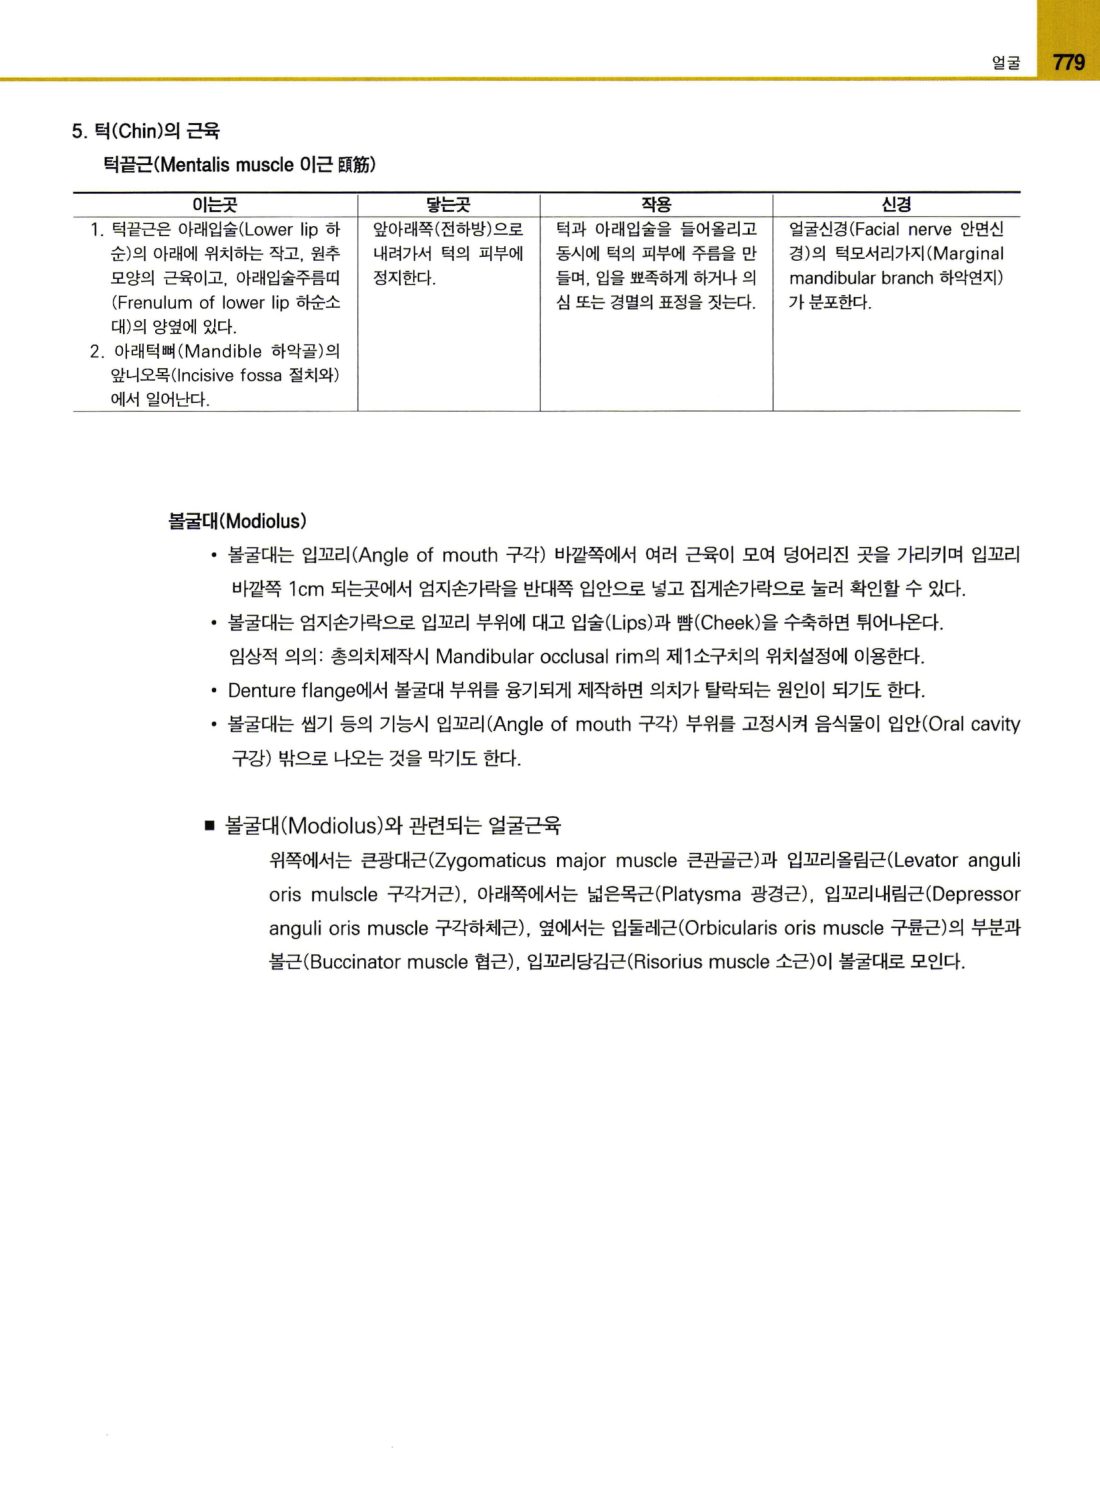 얼굴 779
5. 턱(Chin)의 근육
턱끝근(Mentalis muscle 이근 頤筋)
이는곳 닿는곳 작용 신경
1. 턱끝근은 아래입술(Lower lip 하
순)의 아래에 위치하는 작고, 원추
모양의 근육이고, 아래입술주름띠
(Frenulum of lower lip 하순소
대)의 양옆에 있다.
2. 아래턱뼈(Mandible 하악골)의
앞니오목(Incisive fossa 절치와)
에서 일어난다.
앞아래쪽(전하방)으로
내려가서 턱의 피부에
정지한다.
턱과 아래입술을 들어올리고
동시에 턱의 피부에 주름을 만
들며, 입을 뾰족하게 하거나 의
심 또는 경멸의 표정을 짓는다.
얼굴신경(Facial nerve 안면신
경)의 턱모서리가지(Marginal
mandibular branch 하악연지)
가 분포한다.
볼굴대(Modiolus)
• 볼굴대는 입꼬리(Angle of mouth 구각) 바깥쪽에서 여러 근육이 모여 덩어리진 곳을 가리키며 입꼬리
바깥쪽 1cm 되는곳에서 엄지손가락을 반대쪽 입안으로 넣고 집게손가락으로 눌러 확인할 수 있다.
• 볼굴대는 엄지손가락으로 입꼬리 부위에 대고 입술(Lips)과 뺨(Cheek)을 수축하면 튀어나온다.
임상적 의의: 총의치제작시 Mandibular occlusal rim의 제1소구치의 위치설정에 이용한다.
• Denture flange에서 볼굴대 부위를 융기되게 제작하면 의치가 탈락되는 원인이 되기도 한다.
• 볼굴대는 씹기 등의 기능시 입꼬리(Angle of mouth 구각) 부위를 고정시켜 음식물이 입안(Oral cavity
구강) 밖으로 나오는 것을 막기도 한다.
■ 볼굴대(Modiolus)와 관련되는 얼굴근육
위쪽에서는 큰광대근(Zygomaticus major muscle 큰관골근)과 입꼬리올림근(Levator anguli
oris mulscle 구각거근), 아래쪽에서는 넓은목근(Platysma 광경근), 입꼬리내림근(Depressor
anguli oris muscle 구각하체근), 옆에서는 입둘레근(Orbicularis oris muscle 구륜근)의 부분과
볼근(Buccinator muscle 협근), 입꼬리당김근(Risorius muscle 소근)이 볼굴대로 모인다.